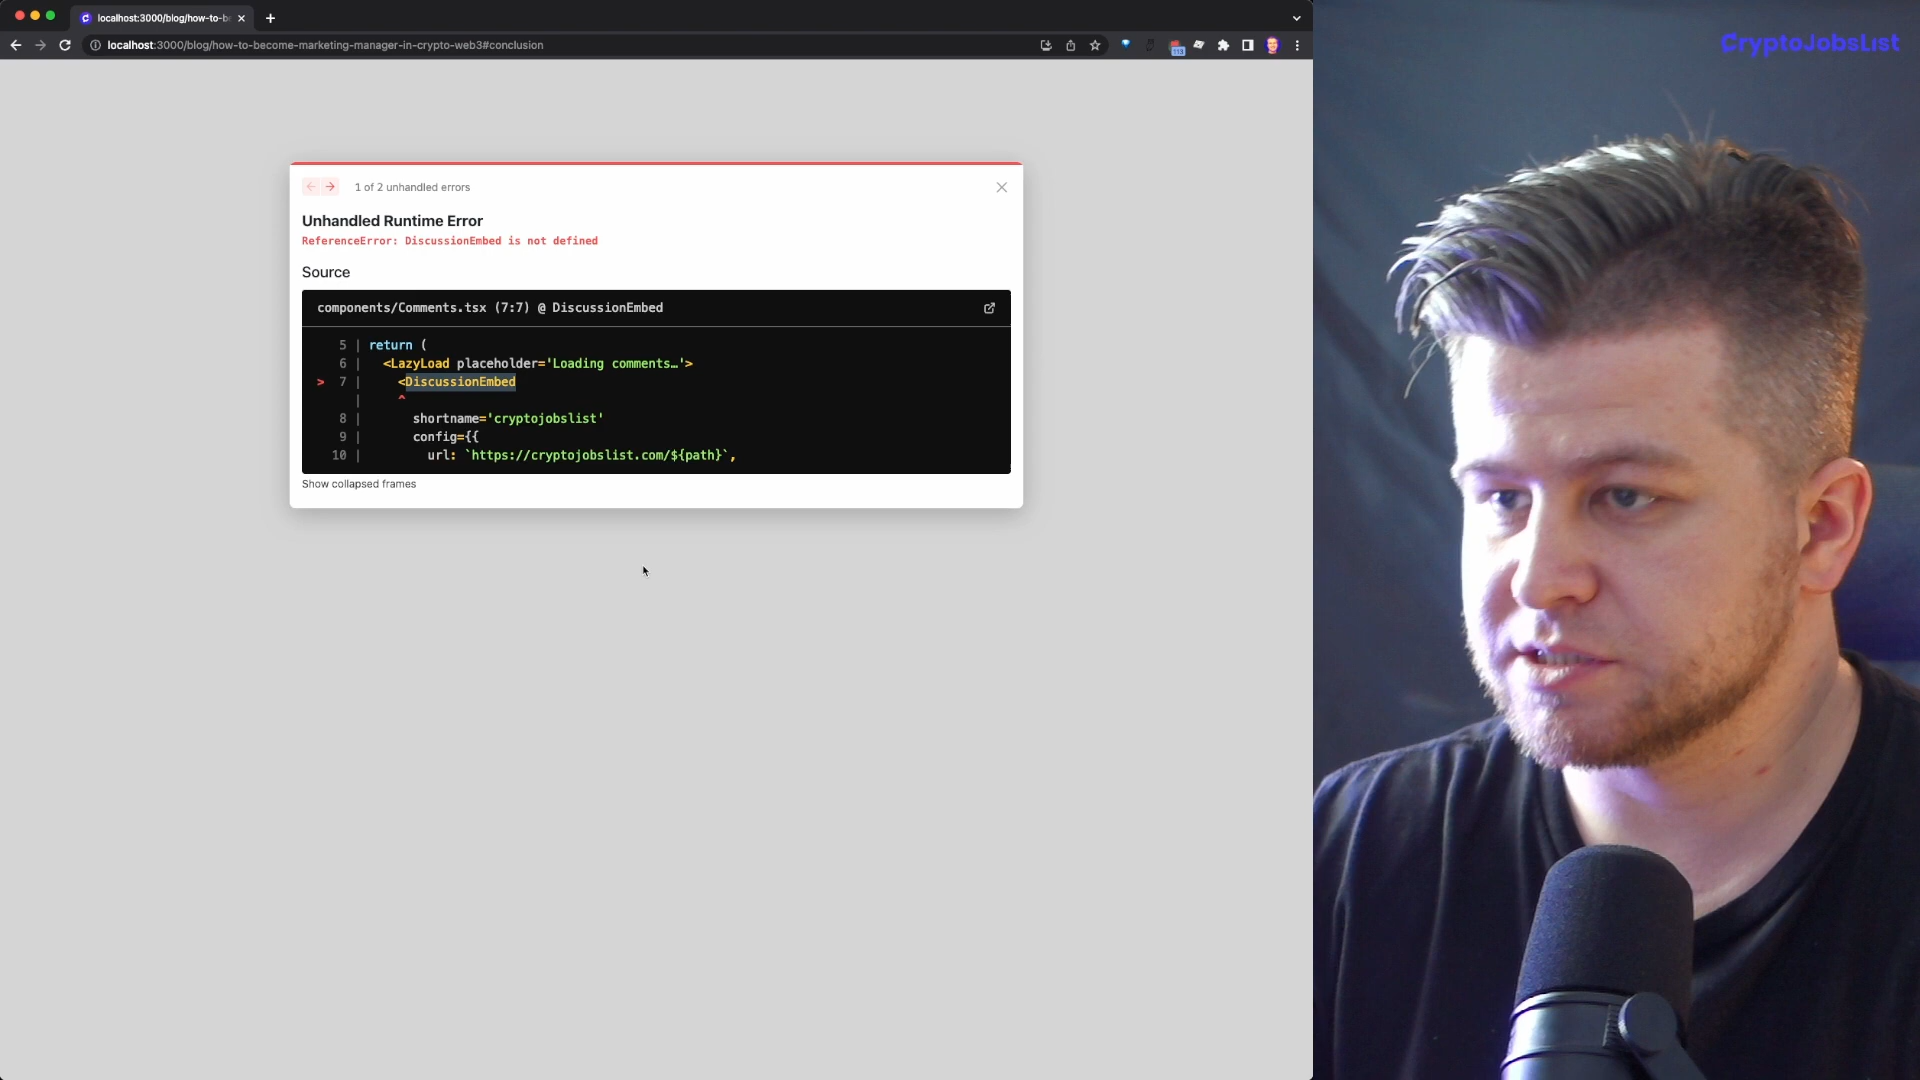 localhost:3000/blog/how-to-be
localhost:3000/blog/how-to-become-marketing-manager-in-crypto-web3#conclusion
113
CryptoJobsList
1 of 2 unhandled errors
Unhandled Runtime Error
ReferenceError: DiscussionEmbed is not defined
Source
components/Comments.tsx (7:7) @ DiscussionEmbed
5 | return (
6 | <LazyLoad placeholder='Loading comments…'>
> 7 | <DiscussionEmbed
| ^
8 | shortname='cryptojobslist'
9 | config={{
10 | url: `https://cryptojobslist.com/${path}`,
Show collapsed frames